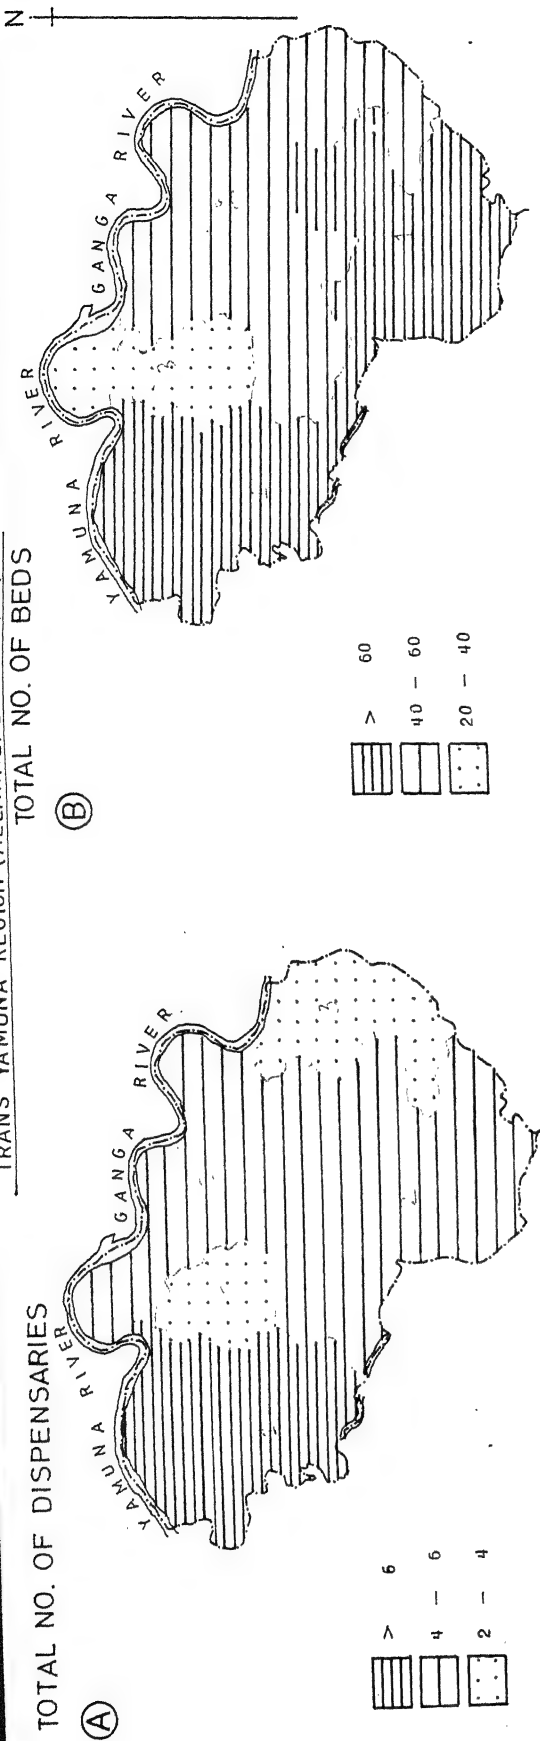 TRANS YAMUNA REGION
TOTAL NO. OF DISPENSARIES
A
YAMUNA RIVER
GANGA RIVER
> 6
4 – 6
2 – 4
TOTAL NO. OF BEDS
B
YAMUNA RIVER
GANGA RIVER
> 60
40 – 60
20 – 40
N